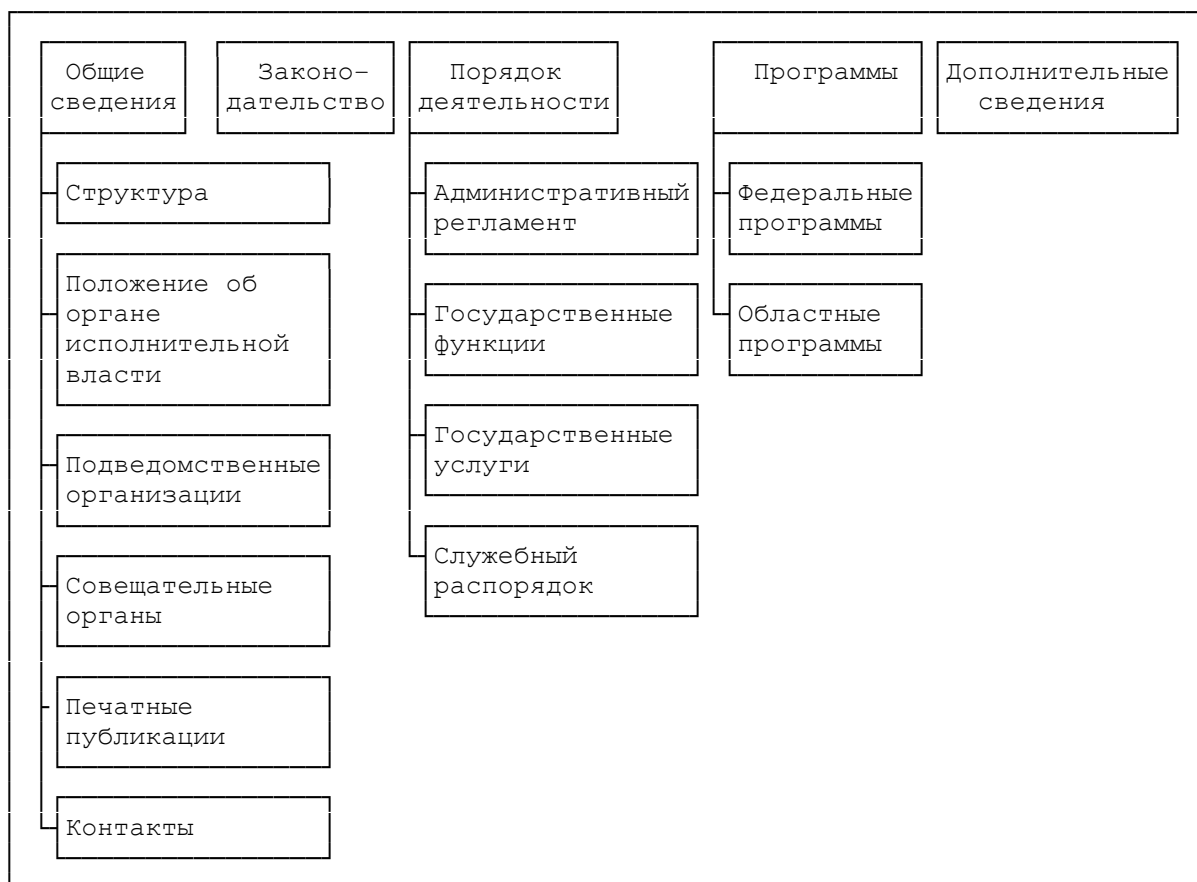 Общие
сведения
Законо-
дательство
Порядок
деятельности
Программы
Дополнительные
сведения
Структура
Положение об
органе
исполнительной
власти
Подведомственные
организации
Совещательные
органы
Печатные
публикации
Контакты
Административный
регламент
Государственные
функции
Государственные
услуги
Служебный
распорядок
Федеральные
программы
Областные
программы